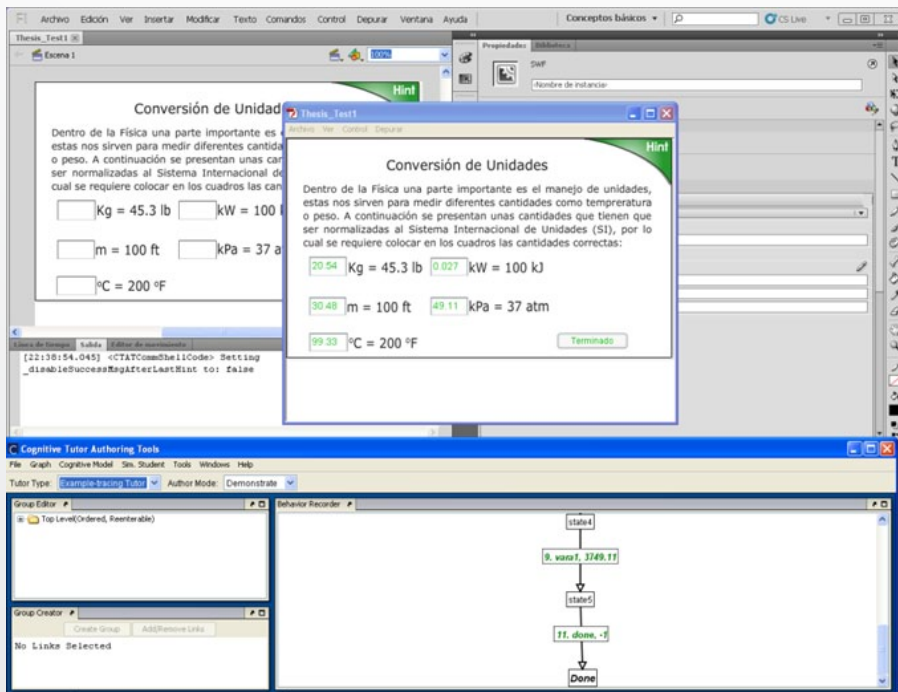 Fl Archivo Edición Ver Insertar Modificar Texto Comandos Control Depurar Ventana Ayuda Conceptos básicos CS Live
Thesis_Test1
Escena 1 100%
Propiedades Biblioteca
SWF
<Nombre de instancia>
Hint
Conversión de Unidad
Dentro de la Física una parte importante es
estas nos sirven para medir diferentes cantida
o peso. A continuación se presentan unas can
ser normalizadas al Sistema Internacional de
cual se requiere colocar en los cuadros las can
Kg = 45.3 lb kW = 100
m = 100 ft kPa = 37 a
ºC = 200 ºF
Thesis_Test1
Archivo Ver Control Depurar
Hint
Conversión de Unidades
Dentro de la Física una parte importante es el manejo de unidades,
estas nos sirven para medir diferentes cantidades como tempreratura
o peso. A continuación se presentan unas cantidades que tienen que
ser normalizadas al Sistema Internacional de Unidades (SI), por lo
cual se requiere colocar en los cuadros las cantidades correctas:
20.54 Kg = 45.3 lb 0.027 kW = 100 kJ
30.48 m = 100 ft 49.11 kPa = 37 atm
99.33 ºC = 200 ºF Terminado
Línea de tiempo Salida Editor de movimiento
[22:38:54.045] <CTATCommShellCode> Setting
_disableSuccessMsgAfterLastHint to: false
Cognitive Tutor Authoring Tools
File Graph Cognitive Model Sim. Student Tools Windows Help
Tutor Type: Example-tracing Tutor Author Mode: Demonstrate
Group Editor
Top Level(Ordered, Reenterable)
Group Creator
Create Group Add/Remove Links
No Links Selected
Behavior Recorder
state4
9. vara1, 3749.11
state5
11. done, -1
Done